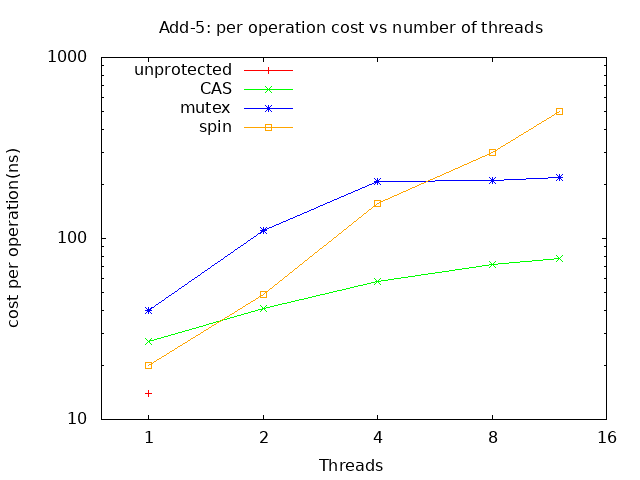 Add-5: per operation cost vs number of threads
1000
100
10
cost per operation(ns)
unprotected
CAS
mutex
spin
1 2 4 8 16
Threads